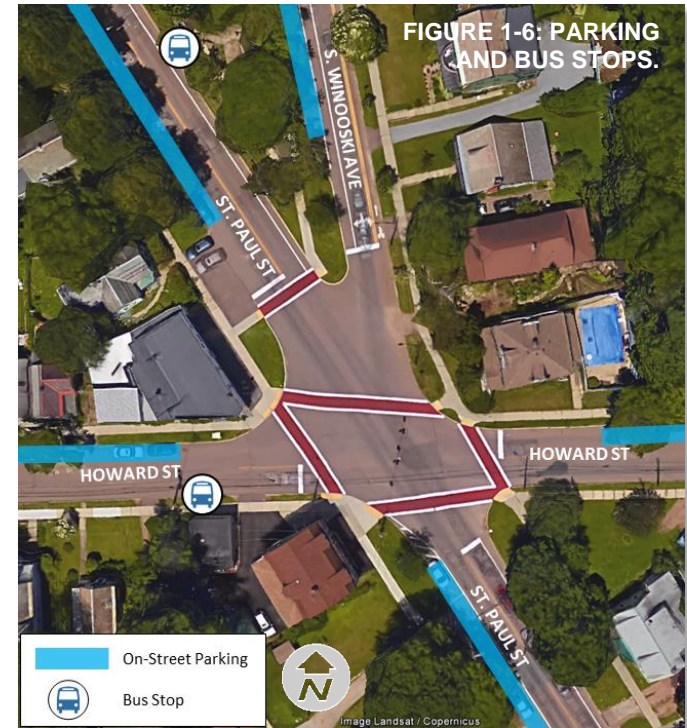 FIGURE 1-6: PARKING
AND BUS STOPS.
S. WINOOSKI AVE
ST. PAUL ST
HOWARD ST
HOWARD ST
ST. PAUL ST
On-Street Parking
Bus Stop
N
Image Landsat / Copernicus